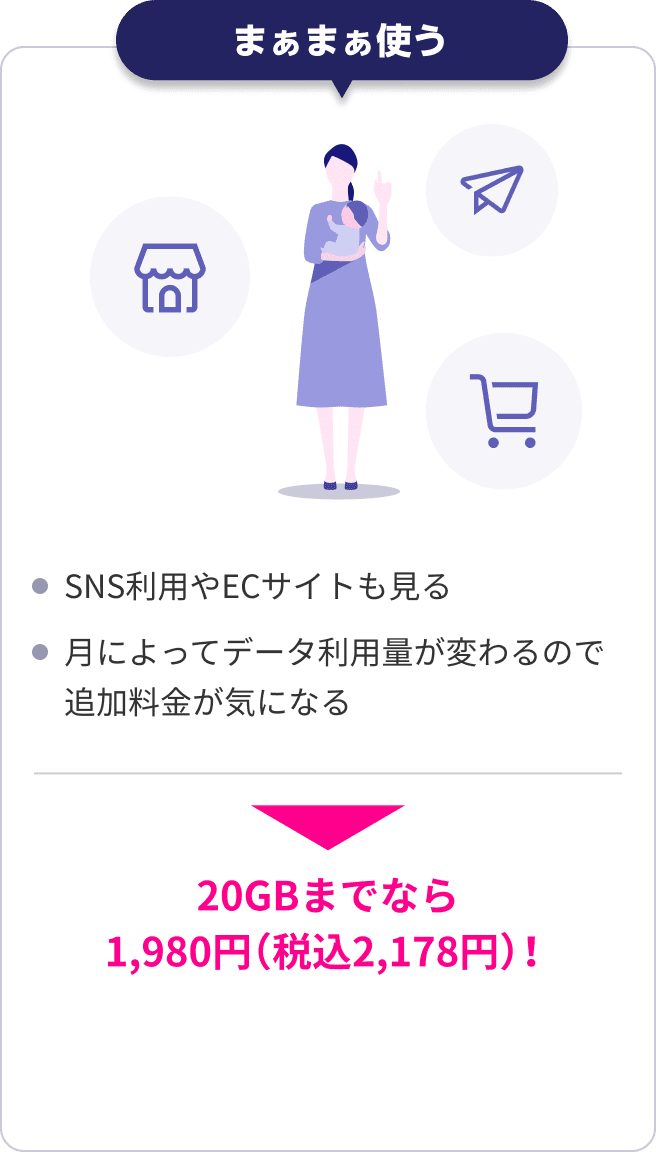 まぁまぁ使う
SNS利用やECサイトも見る
月によってデータ利用量が変わるので
追加料金が気になる
20GBまでなら
1,980円(税込2,178円)!